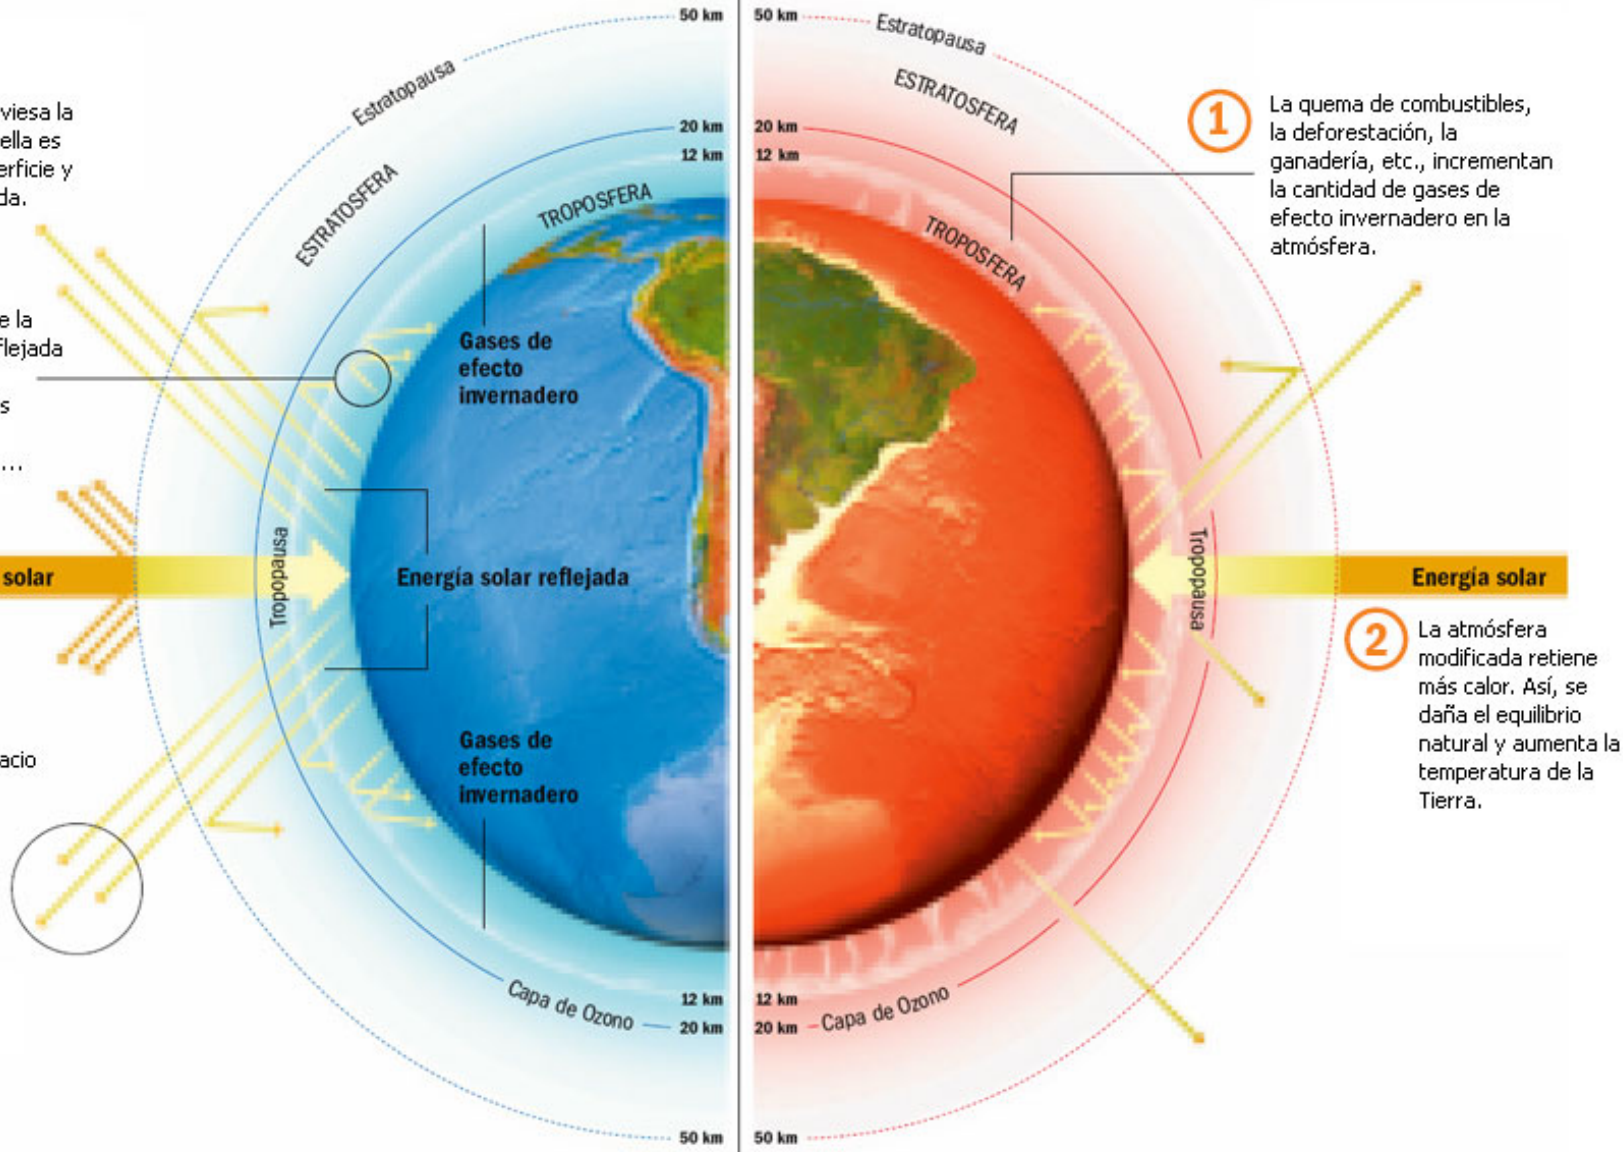 50 km
Estratopausa
20 km
12 km
ESTRATOSFERA
TROPOSFERA
viesa la
ella es
erficie y
da.
e la
flejada
s
...
Gases de
efecto
invernadero
solar
Tropopausa
Energía solar reflejada
Gases de
efecto
invernadero
acio
Capa de Ozono
12 km
20 km
50 km
50 km
Estratopausa
ESTRATOSFERA
20 km
12 km
TROPOSFERA
1
La quema de combustibles,
la deforestación, la
ganadería, etc., incrementan
la cantidad de gases de
efecto invernadero en la
atmósfera.
Tropopausa
Energía solar
2
La atmósfera
modificada retiene
más calor. Así, se
daña el equilibrio
natural y aumenta la
temperatura de la
Tierra.
12 km
20 km
Capa de Ozono
50 km